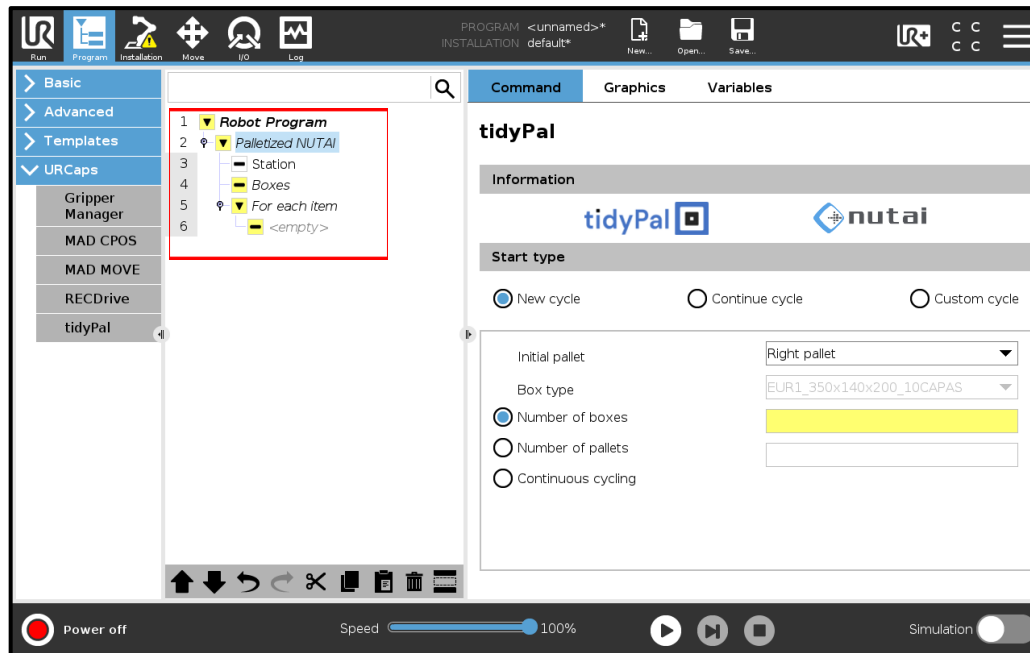 PROGRAM <unnamed>*
INSTALLATION default*
Run Program Installation Move I/O Log
New... Open... Save...
UR+
C C
C C
Basic
Advanced
Templates
URCaps
Gripper
Manager
MAD CPOS
MAD MOVE
RECDrive
tidyPal
1 Robot Program
2 Palletized NUTAI
3 Station
4 Boxes
5 For each item
6 <empty>
Command Graphics Variables
tidyPal
Information
tidyPal nutai
Start type
New cycle Continue cycle Custom cycle
Initial pallet Right pallet
Box type EUR1_350x140x200_10CAPAS
Number of boxes
Number of pallets
Continuous cycling
Power off Speed 100% Simulation